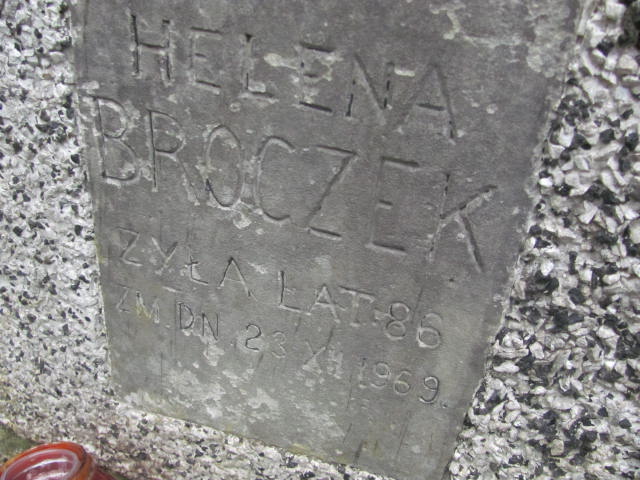 HELENA
BROCZEK
ŻYŁA LAT 86
ZM. DN. 23 XII 1969.